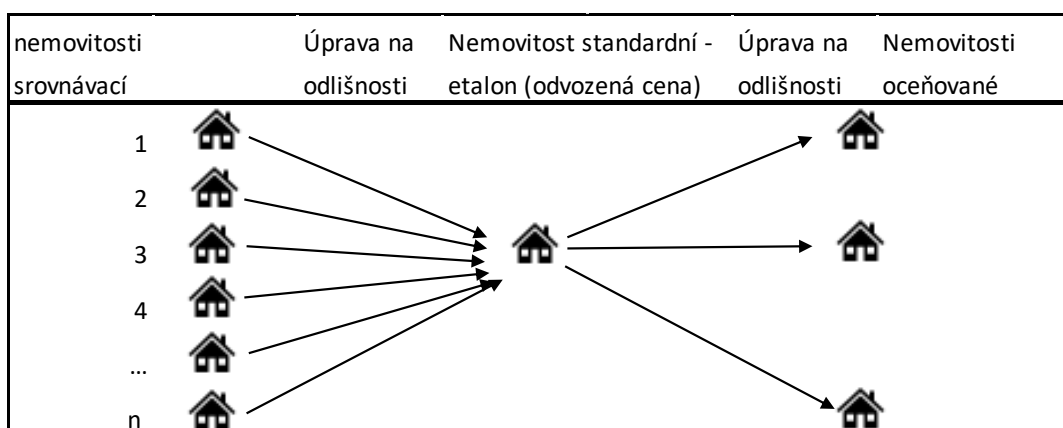 nemovitosti Úprava na Nemovitost standardní - Úprava na Nemovitosti
srovnávací odlišnosti etalon (odvozená cena) odlišnosti oceňované
1
2
3
4
...
n